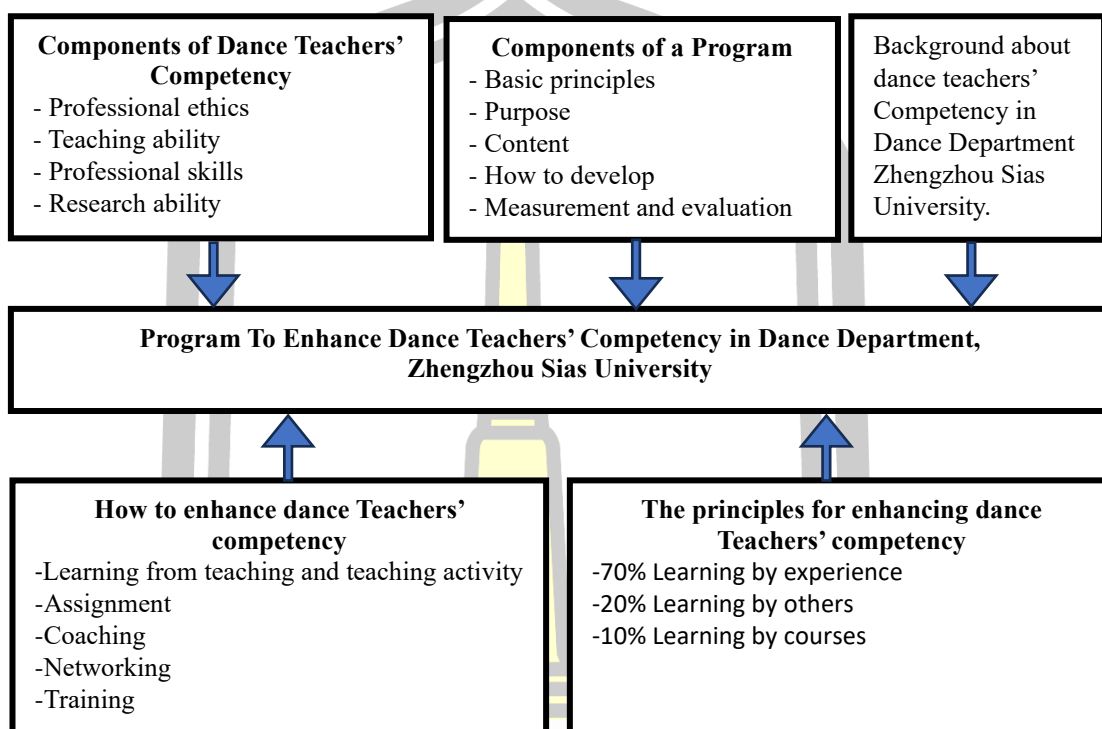 Components of Dance Teachers’
Competency
- Professional ethics
- Teaching ability
- Professional skills
- Research ability
Components of a Program
- Basic principles
- Purpose
- Content
- How to develop
- Measurement and evaluation
Background about
dance teachers’
Competency in
Dance Department
Zhengzhou Sias
University.
Program To Enhance Dance Teachers’ Competency in Dance Department,
Zhengzhou Sias University
How to enhance dance Teachers’
competency
-Learning from teaching and teaching activity
-Assignment
-Coaching
-Networking
-Training
The principles for enhancing dance
Teachers’ competency
-70% Learning by experience
-20% Learning by others
-10% Learning by courses